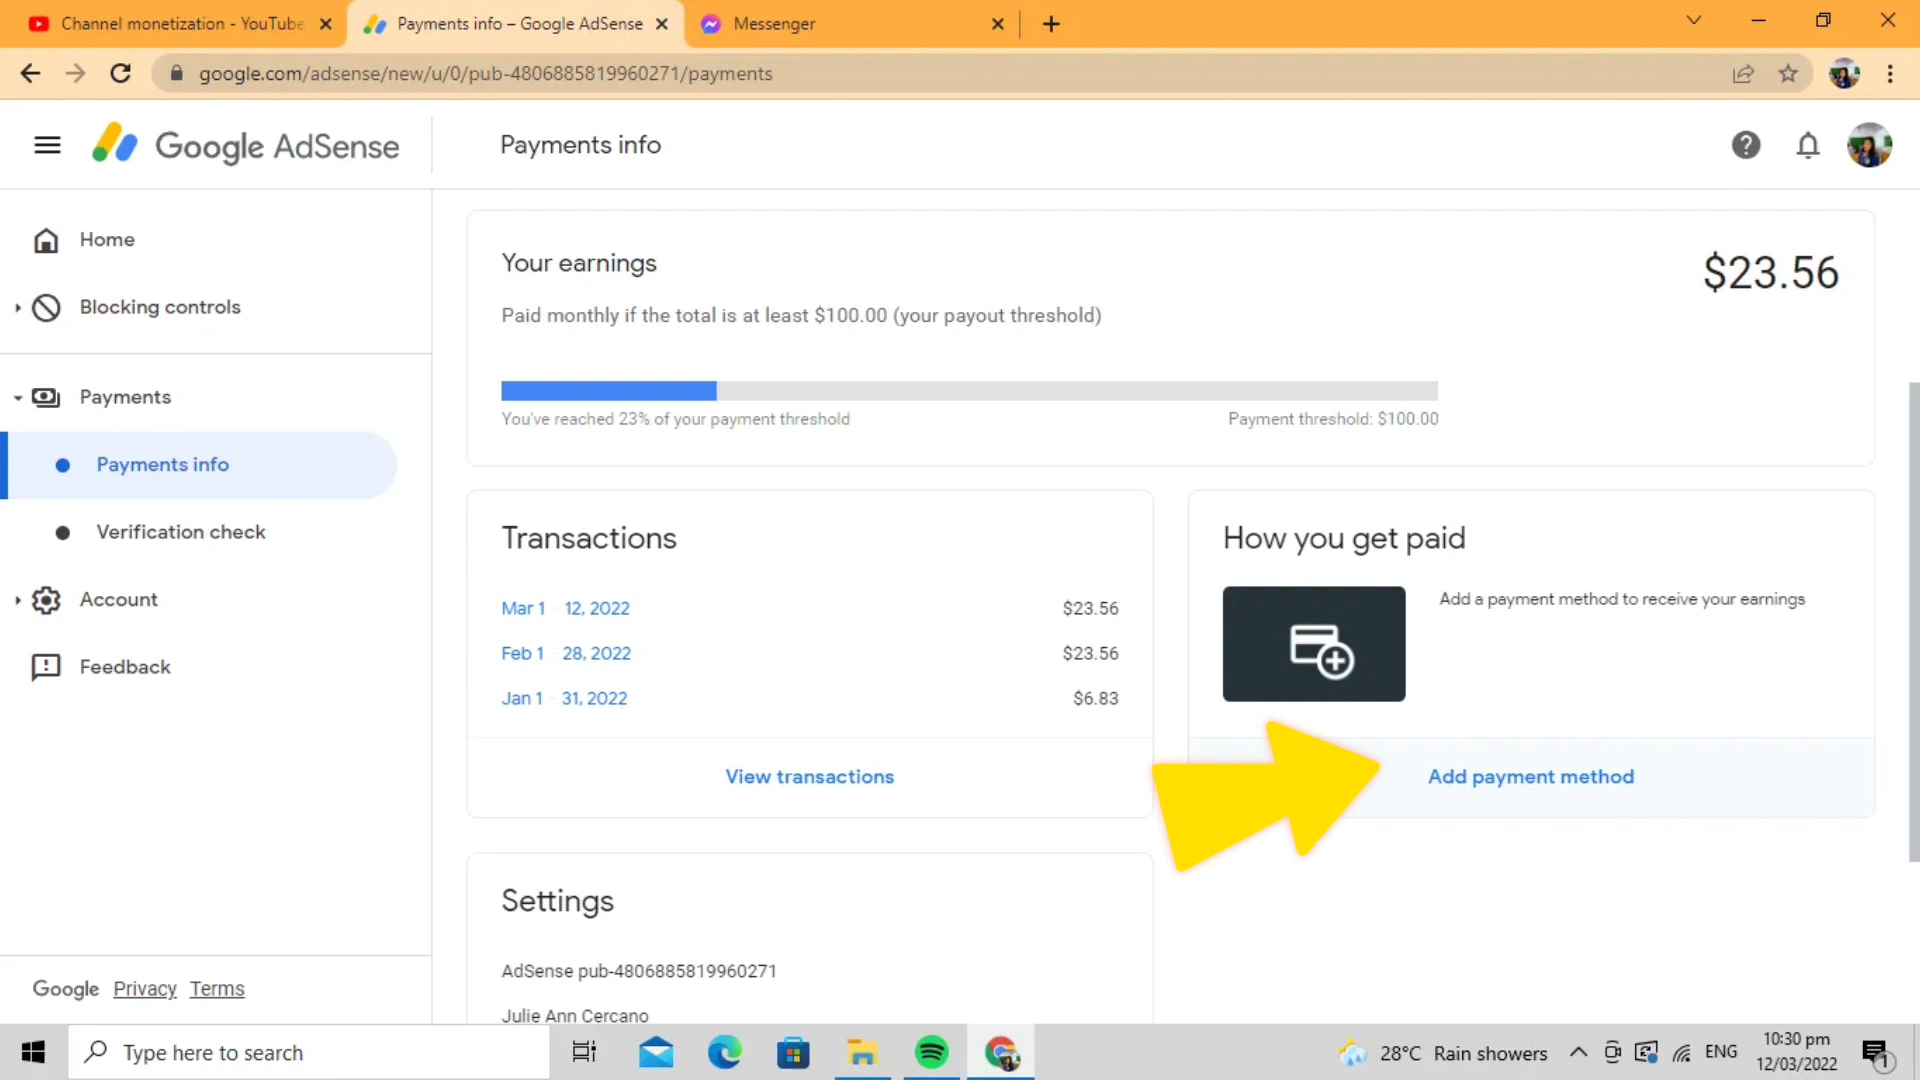 Channel monetization - YouTube
Payments info – Google AdSense
Messenger
google.com/adsense/new/u/0/pub-4806885819960271/payments
Google AdSense
Payments info
Home
Blocking controls
Payments
Payments info
Verification check
Account
Feedback
Google Privacy Terms
Your earnings
$23.56
Paid monthly if the total is at least $100.00 (your payout threshold)
You've reached 23% of your payment threshold
Payment threshold: $100.00
Transactions
Mar 1 – 12, 2022 $23.56
Feb 1 – 28, 2022 $23.56
Jan 1 – 31, 2022 $6.83
View transactions
How you get paid
Add a payment method to receive your earnings
Add payment method
Settings
AdSense pub-4806885819960271
Julie Ann Cercano
Type here to search
28°C Rain showers
ENG
10:30 pm
12/03/2022
1